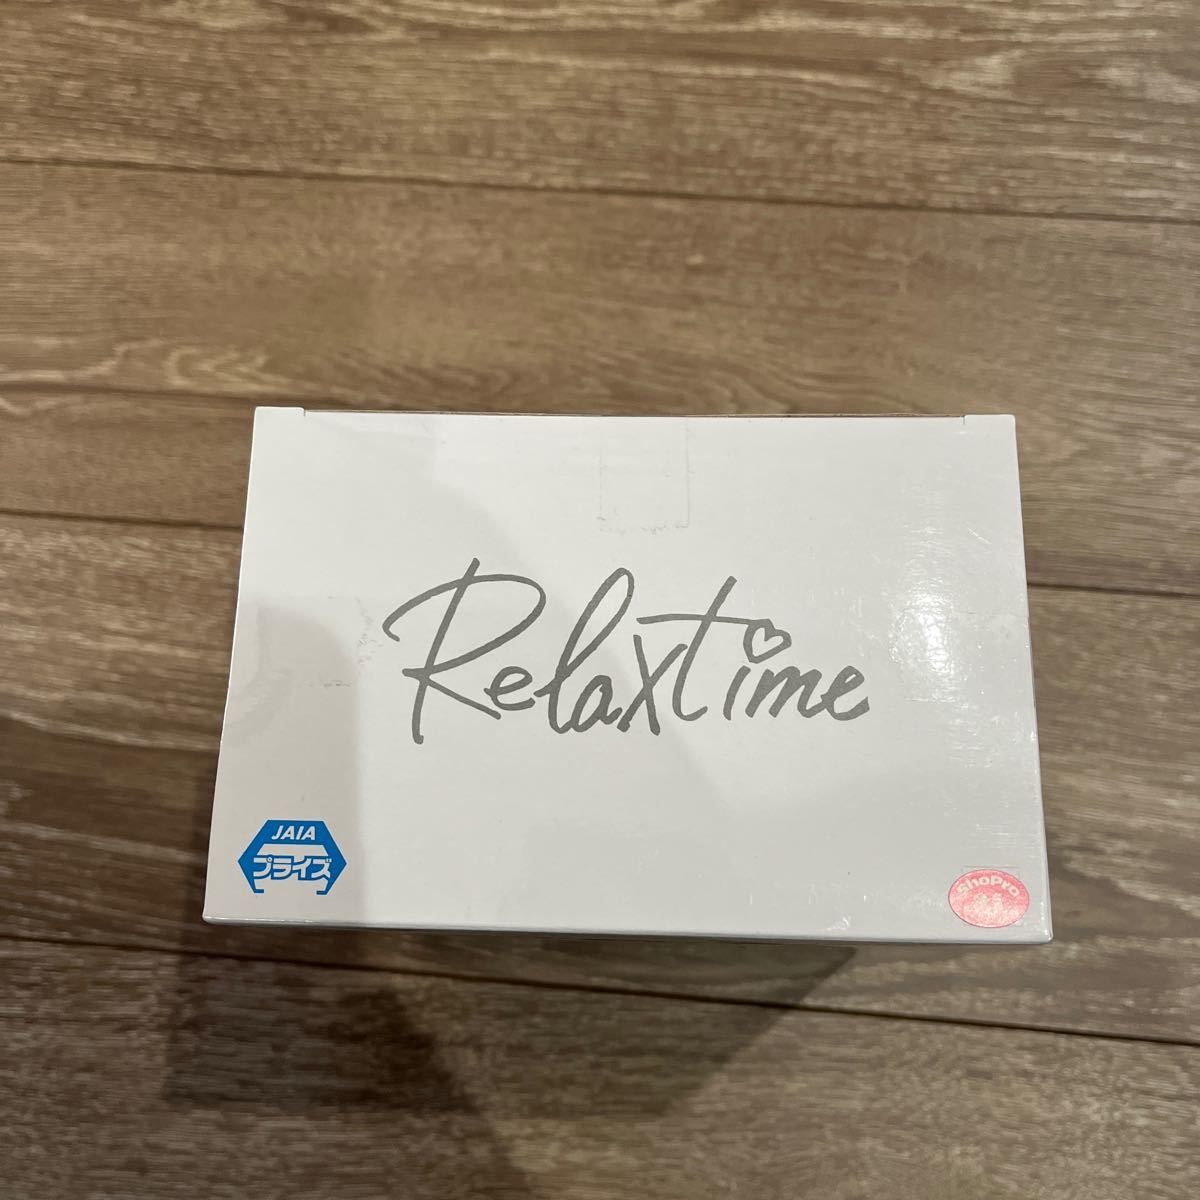 Relaxtime
JAIA
プライズ
ShoPro